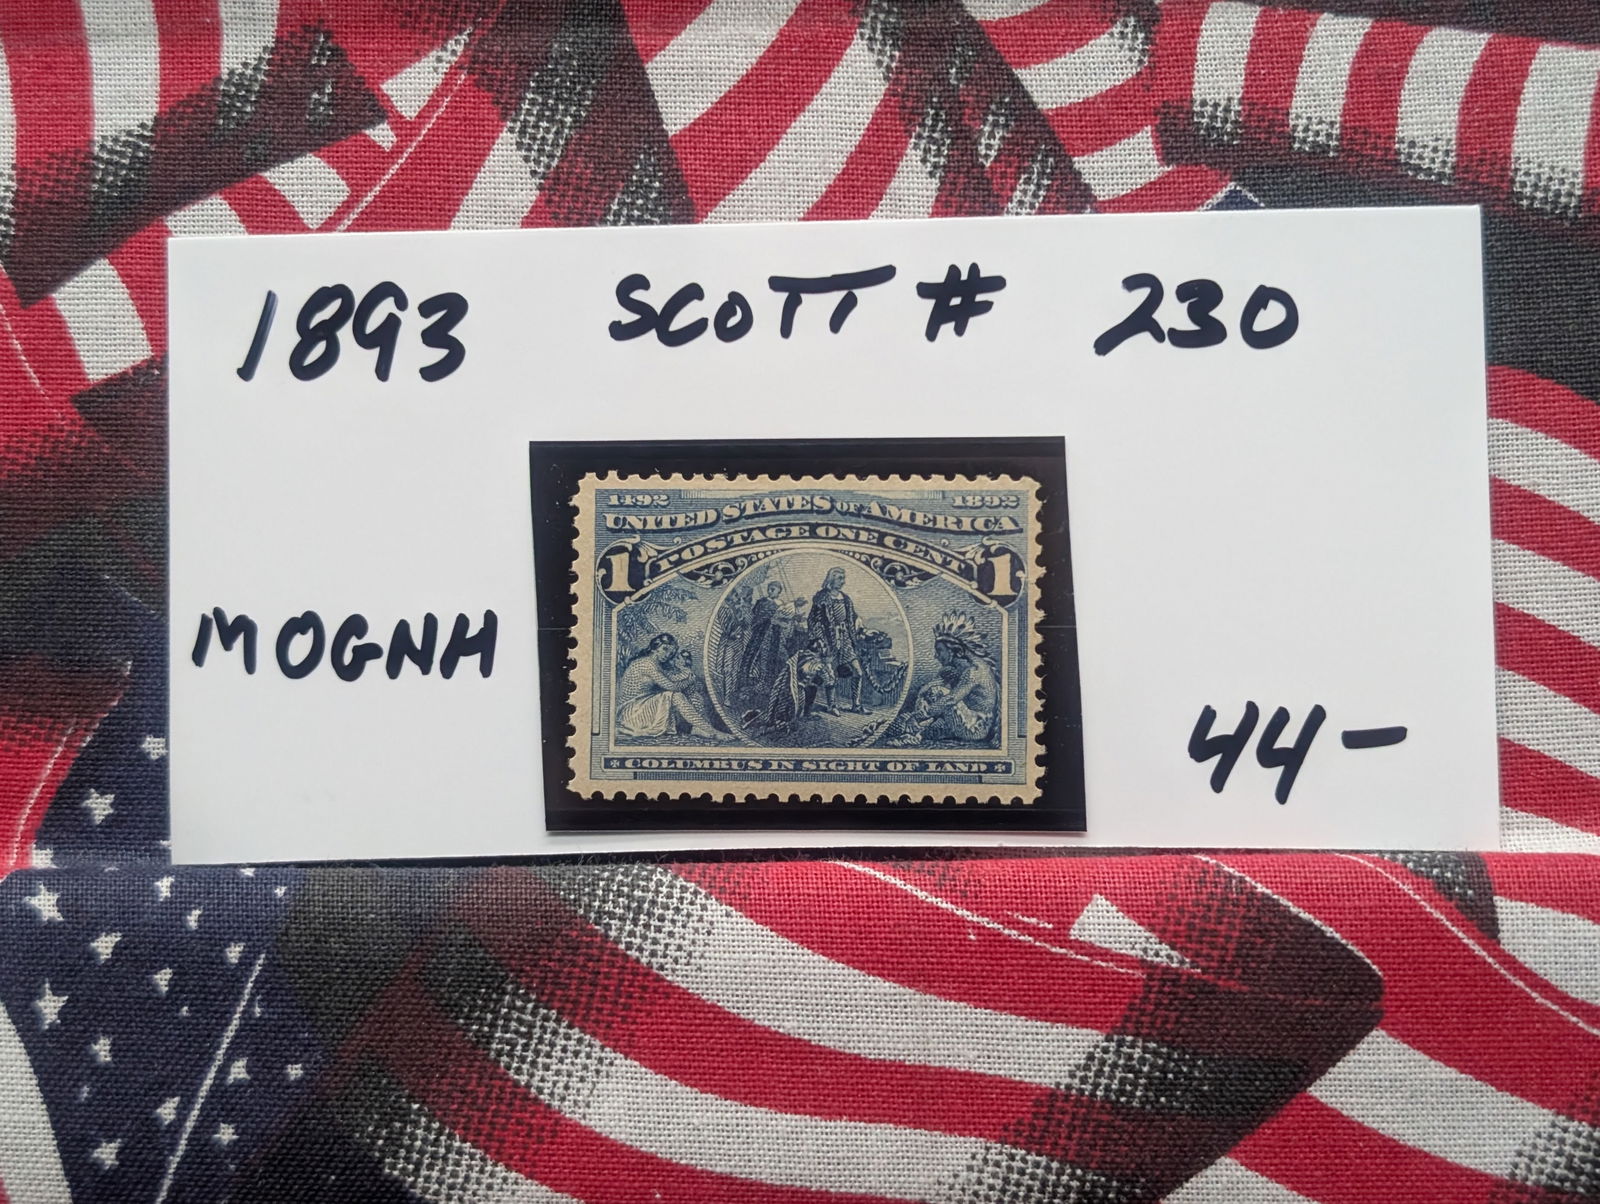 1893 SCOTT # 230
1492 1892
UNITED STATES OF AMERICA
POSTAGE ONE CENT
1 1
COLUMBUS IN SIGHT OF LAND
MOGNH
44-